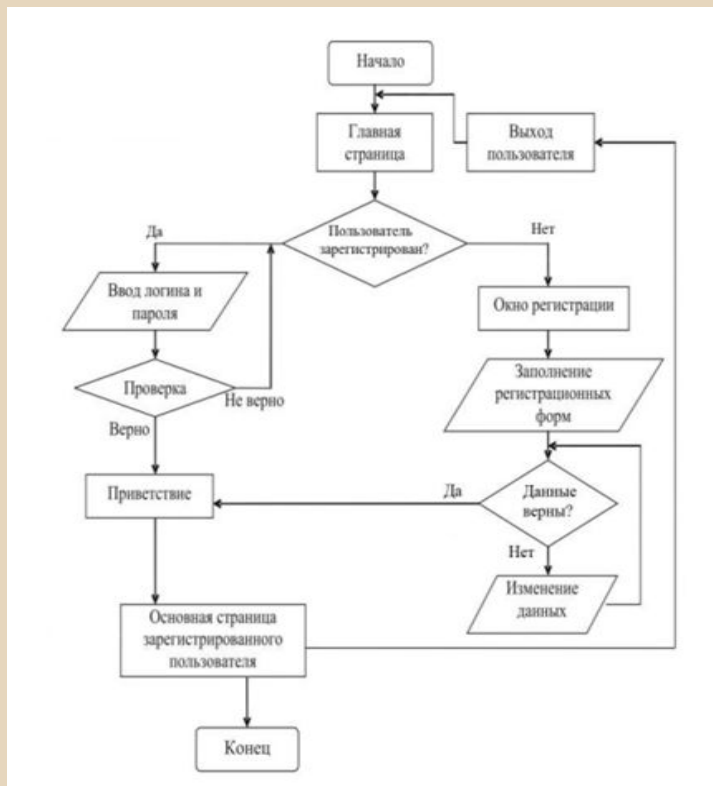 Начало
Главная
страница
Выход
пользователя
Пользователь
зарегистрирован?
Да
Нет
Ввод логина и
пароля
Окно регистрации
Проверка
Не верно
Верно
Заполнение
регистрационных
форм
Приветствие
Да
Данные
верны?
Нет
Изменение
данных
Основная страница
зарегистрированного
пользователя
Конец